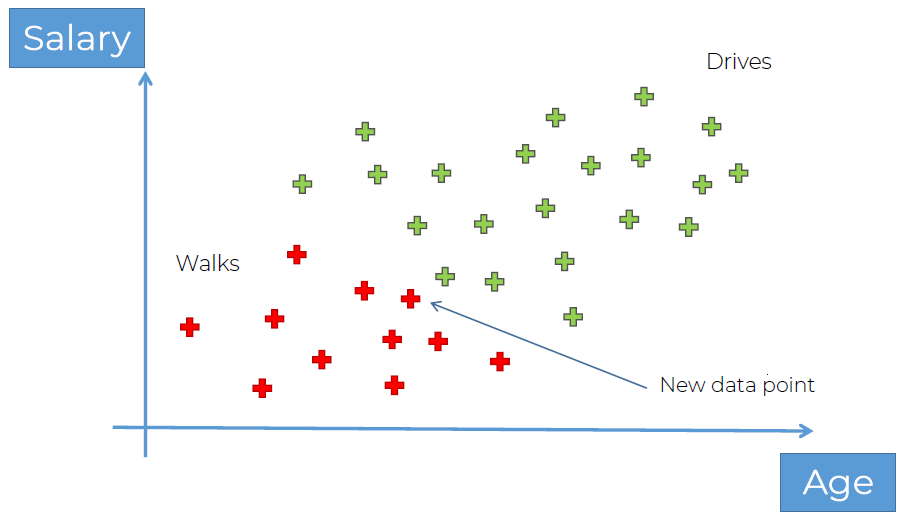 Salary
Drives
Walks
New data point
Age